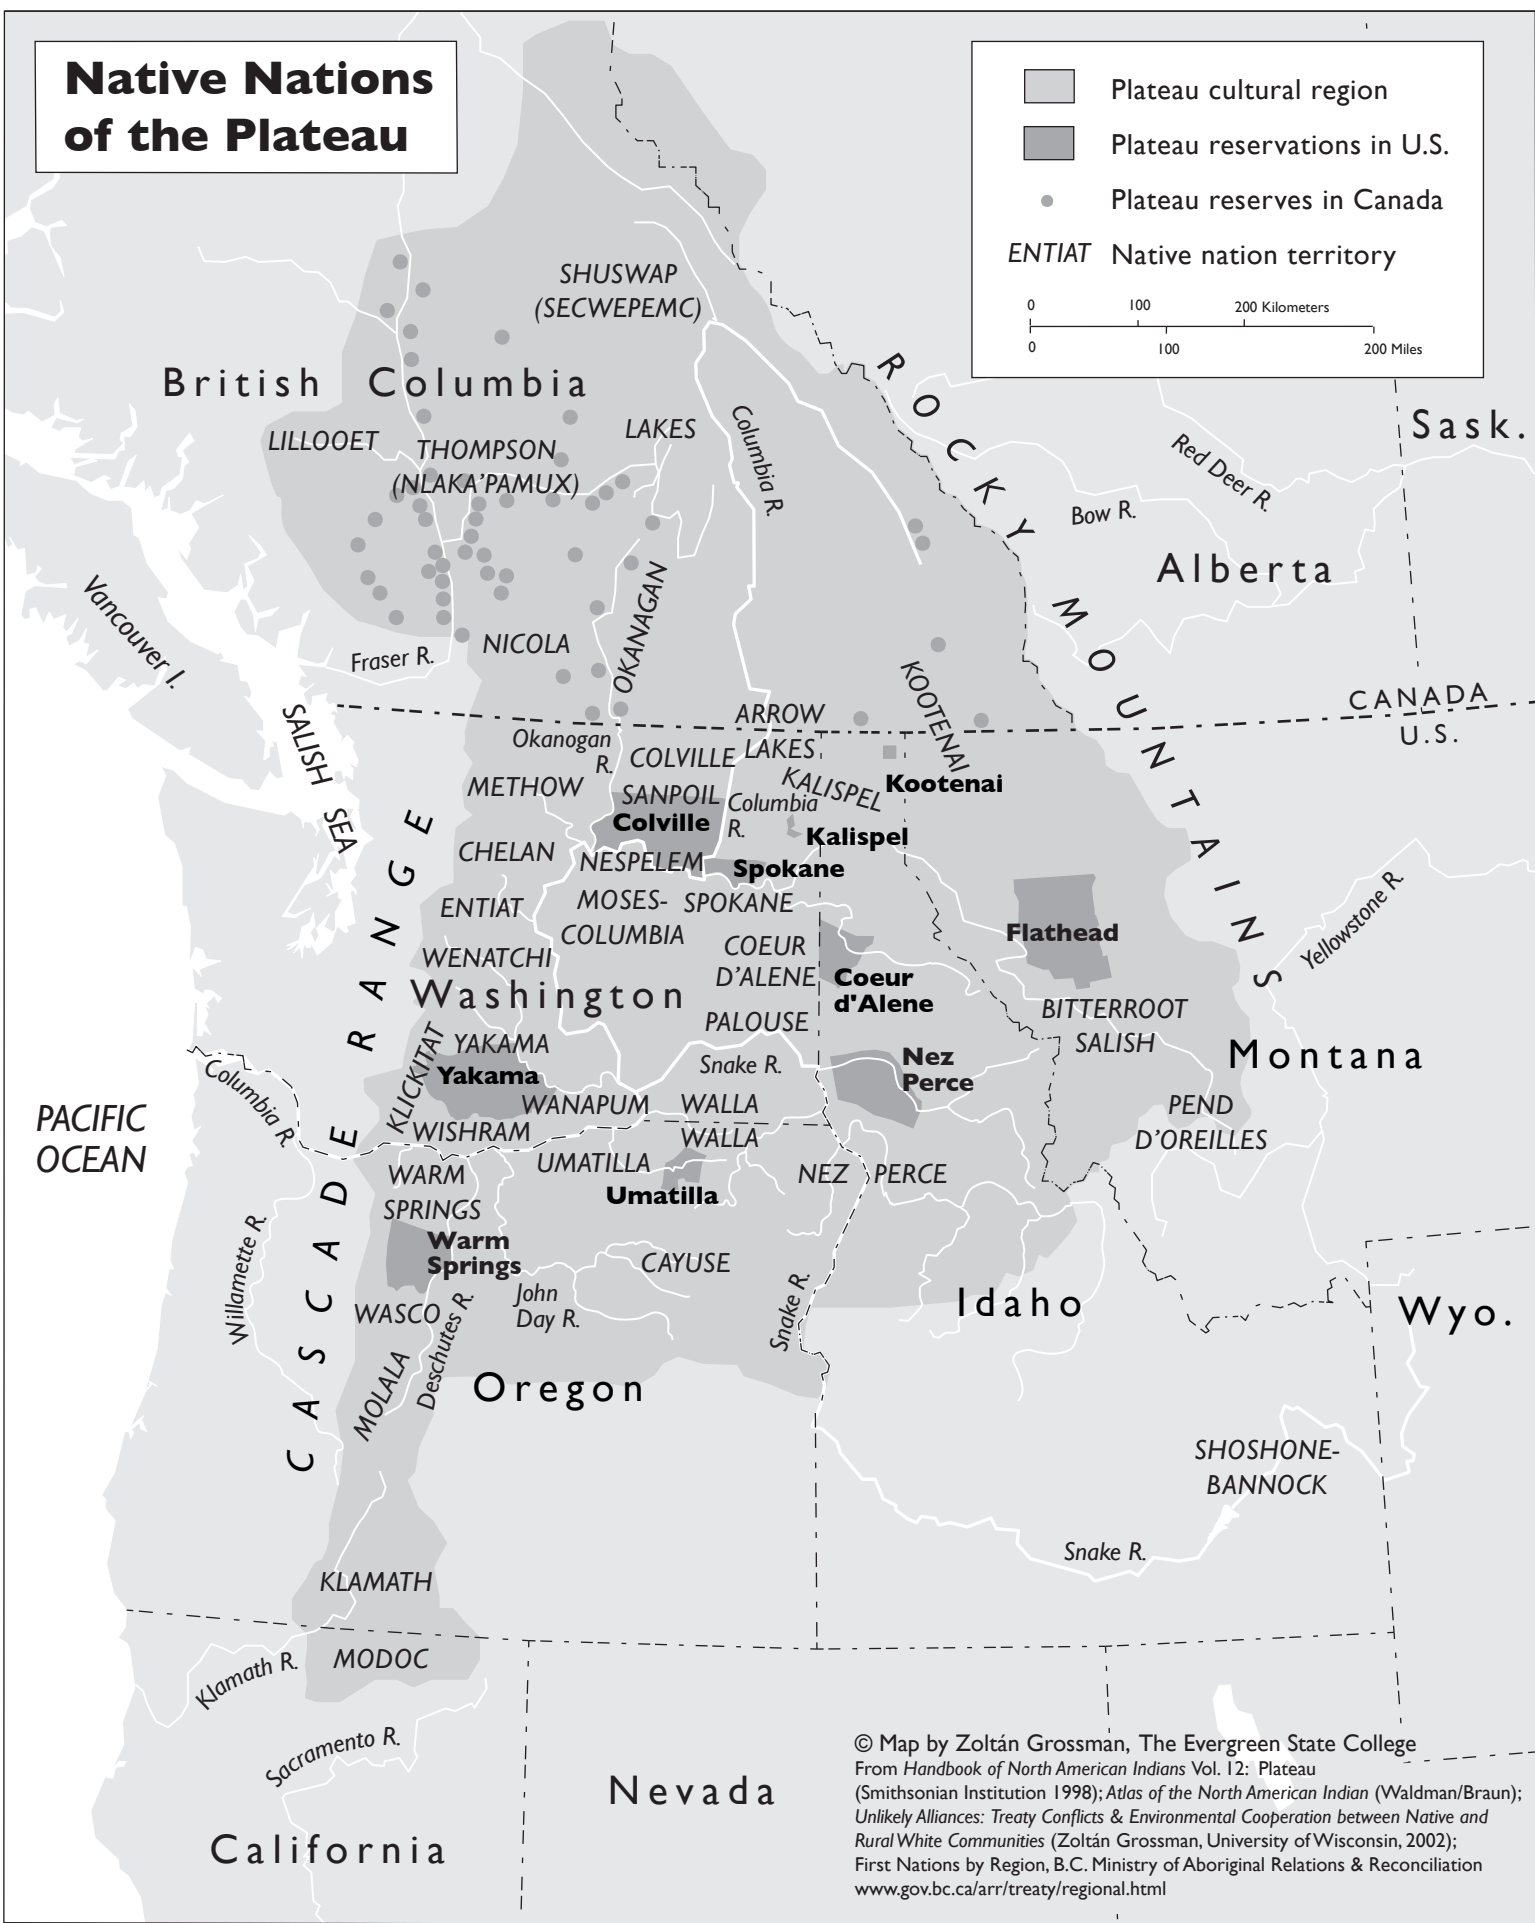 Native Nations
of the Plateau
Plateau cultural region
Plateau reservations in U.S.
Plateau reserves in Canada
ENTIAT Native nation territory
0 100 200 Kilometers
0 100 200 Miles
SHUSWAP
(SECWEPEMC)
British Columbia
ROCKY MOUNTAINS
Sask.
LILLOOET
THOMPSON
(NLAKA'PAMUX)
LAKES
Columbia R.
Red Deer R.
Bow R.
Alberta
Vancouver I.
OKANAGAN
NICOLA
Fraser R.
KOOTENAI
SALISH SEA
CANADA
U.S.
ARROW
LAKES
Okanogan
R.
COLVILLE
METHOW
SANPOIL
Columbia
R.
KALISPEL
Kootenai
Colville
Kalispel
CHELAN
NESPELEM
Spokane
ENTIAT
MOSES-
COLUMBIA
SPOKANE
Flathead
Yellowstone R.
WENATCHI
COEUR
D'ALENE
Coeur
d'Alene
Washington
BITTERROOT
SALISH
PALOUSE
CASCADE RANGE
KLICKITAT
YAKAMA
Yakama
Snake R.
Nez
Perce
Montana
Columbia R.
PACIFIC
OCEAN
WANAPUM
WALLA
WALLA
PEND
D'OREILLES
WISHRAM
WARM
SPRINGS
UMATILLA
Umatilla
NEZ PERCE
Warm
Springs
Willamette R.
CAYUSE
John
Day R.
WASCO
Deschutes R.
Snake R.
Idaho
Wyo.
MOLALA
Oregon
SHOSHONE-
BANNOCK
Snake R.
KLAMATH
MODOC
Klamath R.
Sacramento R.
Nevada
California
© Map by Zoltán Grossman, The Evergreen State College
From Handbook of North American Indians Vol. 12: Plateau
(Smithsonian Institution 1998); Atlas of the North American Indian (Waldman/Braun);
Unlikely Alliances: Treaty Conflicts & Environmental Cooperation between Native and
Rural White Communities (Zoltán Grossman, University of Wisconsin, 2002);
First Nations by Region, B.C. Ministry of Aboriginal Relations & Reconciliation
www.gov.bc.ca/arr/treaty/regional.html